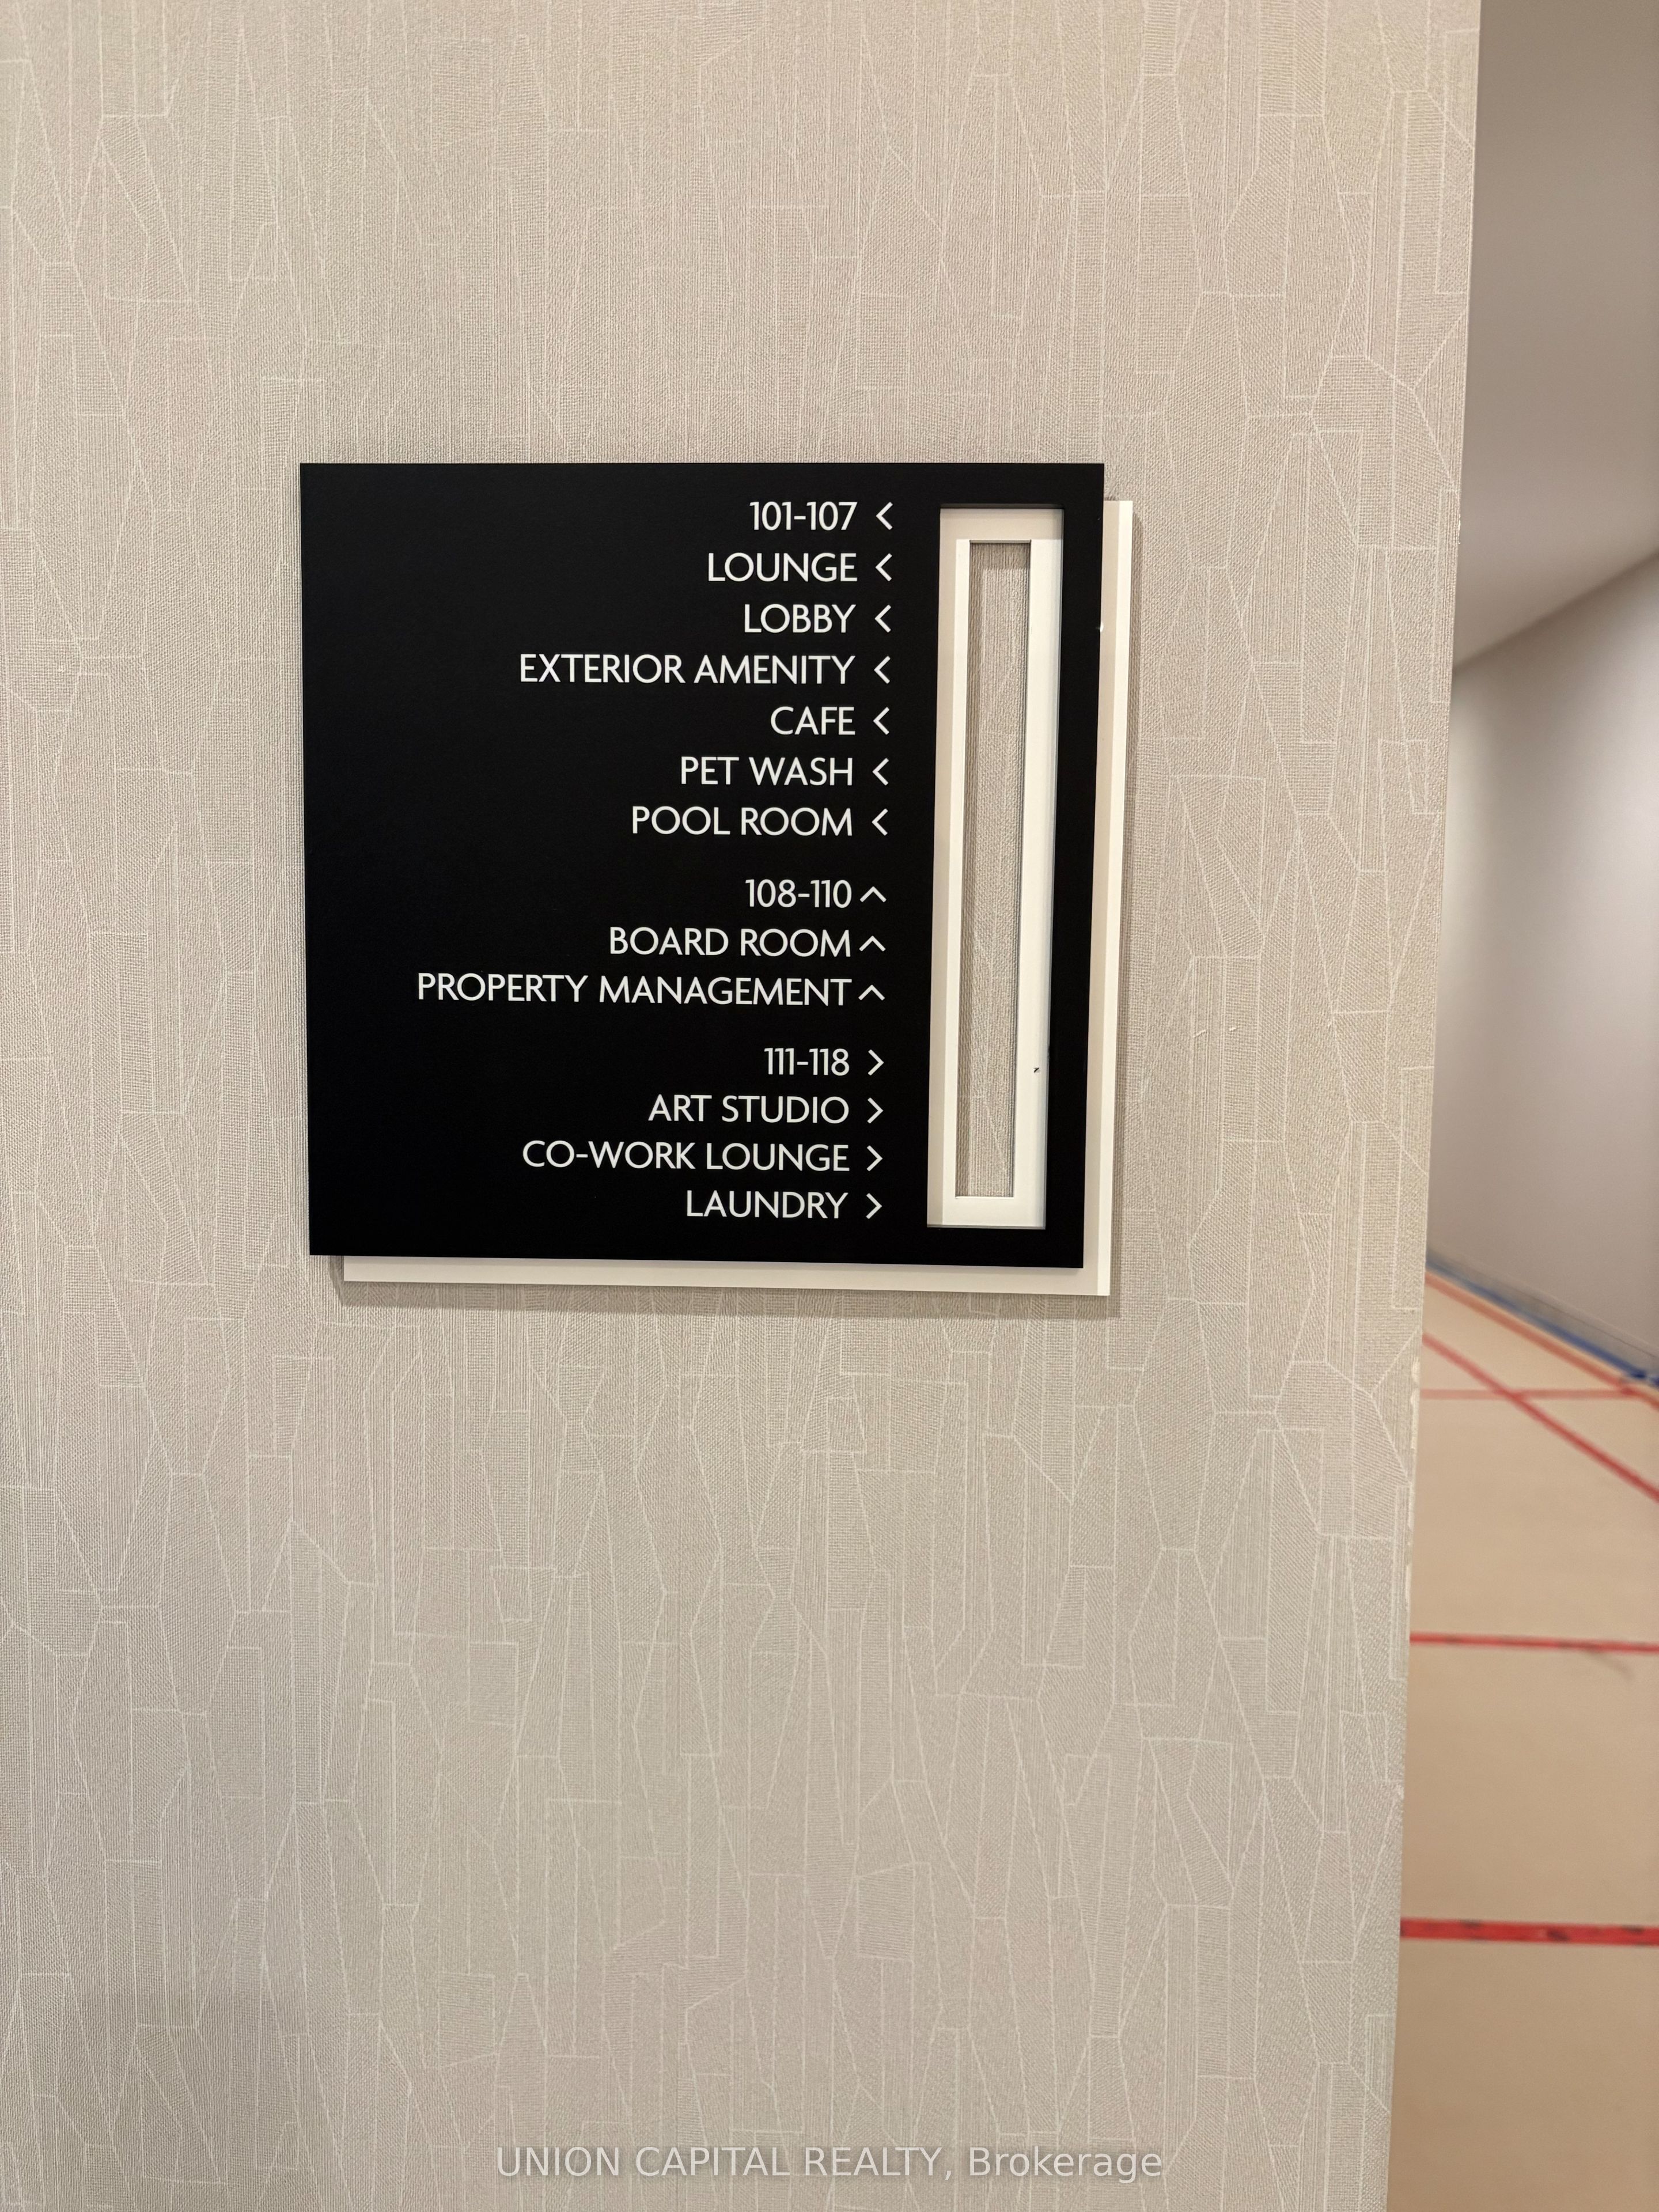 101-107 <
LOUNGE <
LOBBY <
EXTERIOR AMENITY <
CAFE <
PET WASH <
POOL ROOM <
108-110 ^
BOARD ROOM ^
PROPERTY MANAGEMENT ^
111-118 >
ART STUDIO >
CO-WORK LOUNGE >
LAUNDRY >
UNION CAPITAL REALTY, Brokerage